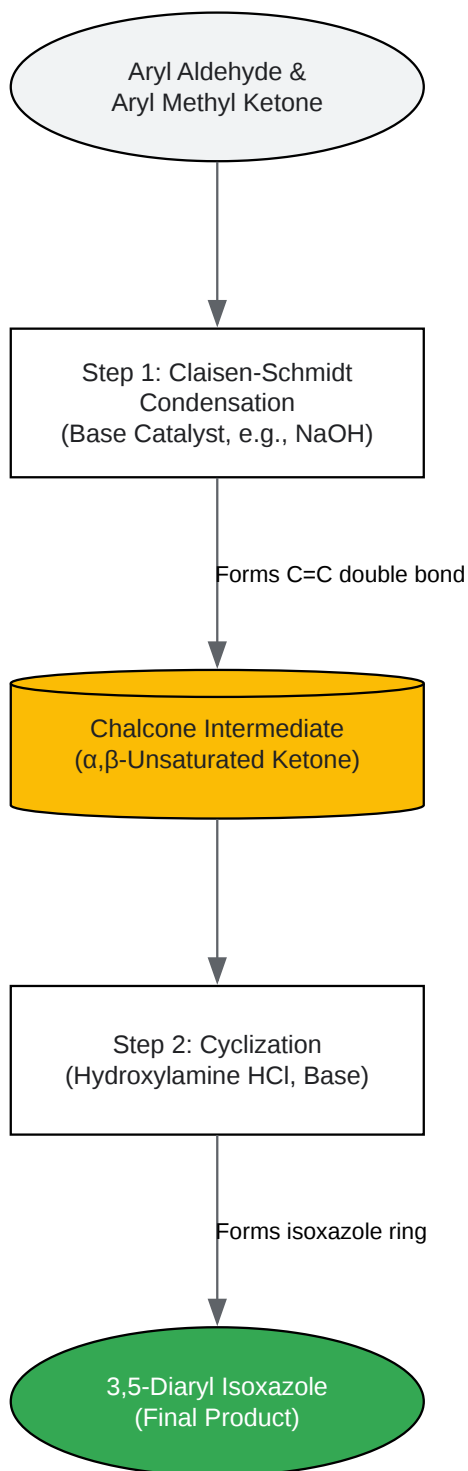 Aryl Aldehyde &
Aryl Methyl Ketone
Step 1: Claisen-Schmidt
Condensation
(Base Catalyst, e.g., NaOH)
Forms C=C double bond
Chalcone Intermediate
(α,β-Unsaturated Ketone)
Step 2: Cyclization
(Hydroxylamine HCl, Base)
Forms isoxazole ring
3,5-Diaryl Isoxazole
(Final Product)